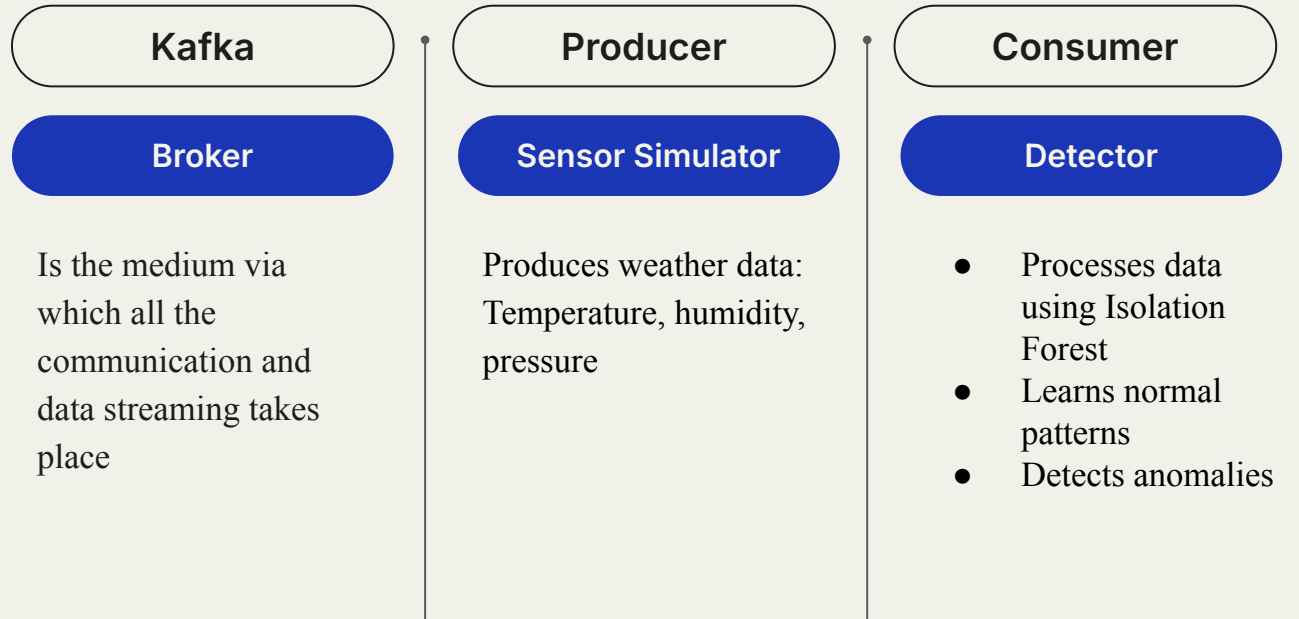 Kafka
Broker
Is the medium via
which all the
communication and
data streaming takes
place
Producer
Sensor Simulator
Produces weather data:
Temperature, humidity,
pressure
Consumer
Detector
● Processes data
using Isolation
Forest
● Learns normal
patterns
● Detects anomalies